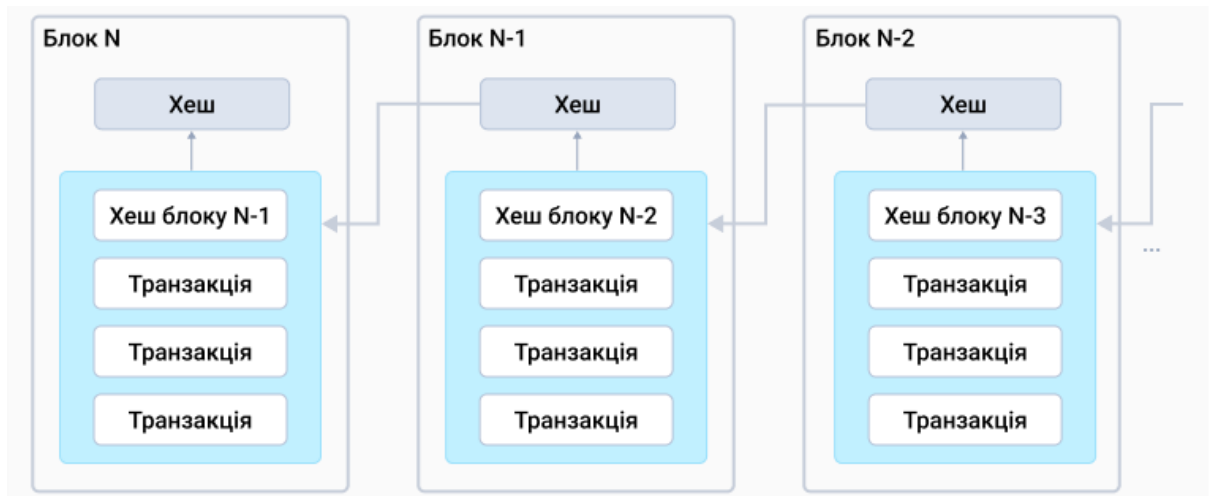 Блок N
Хеш
Хеш блоку N-1
Транзакція
Транзакція
Транзакція
Блок N-1
Хеш
Хеш блоку N-2
Транзакція
Транзакція
Транзакція
Блок N-2
Хеш
Хеш блоку N-3
Транзакція
Транзакція
Транзакція
...